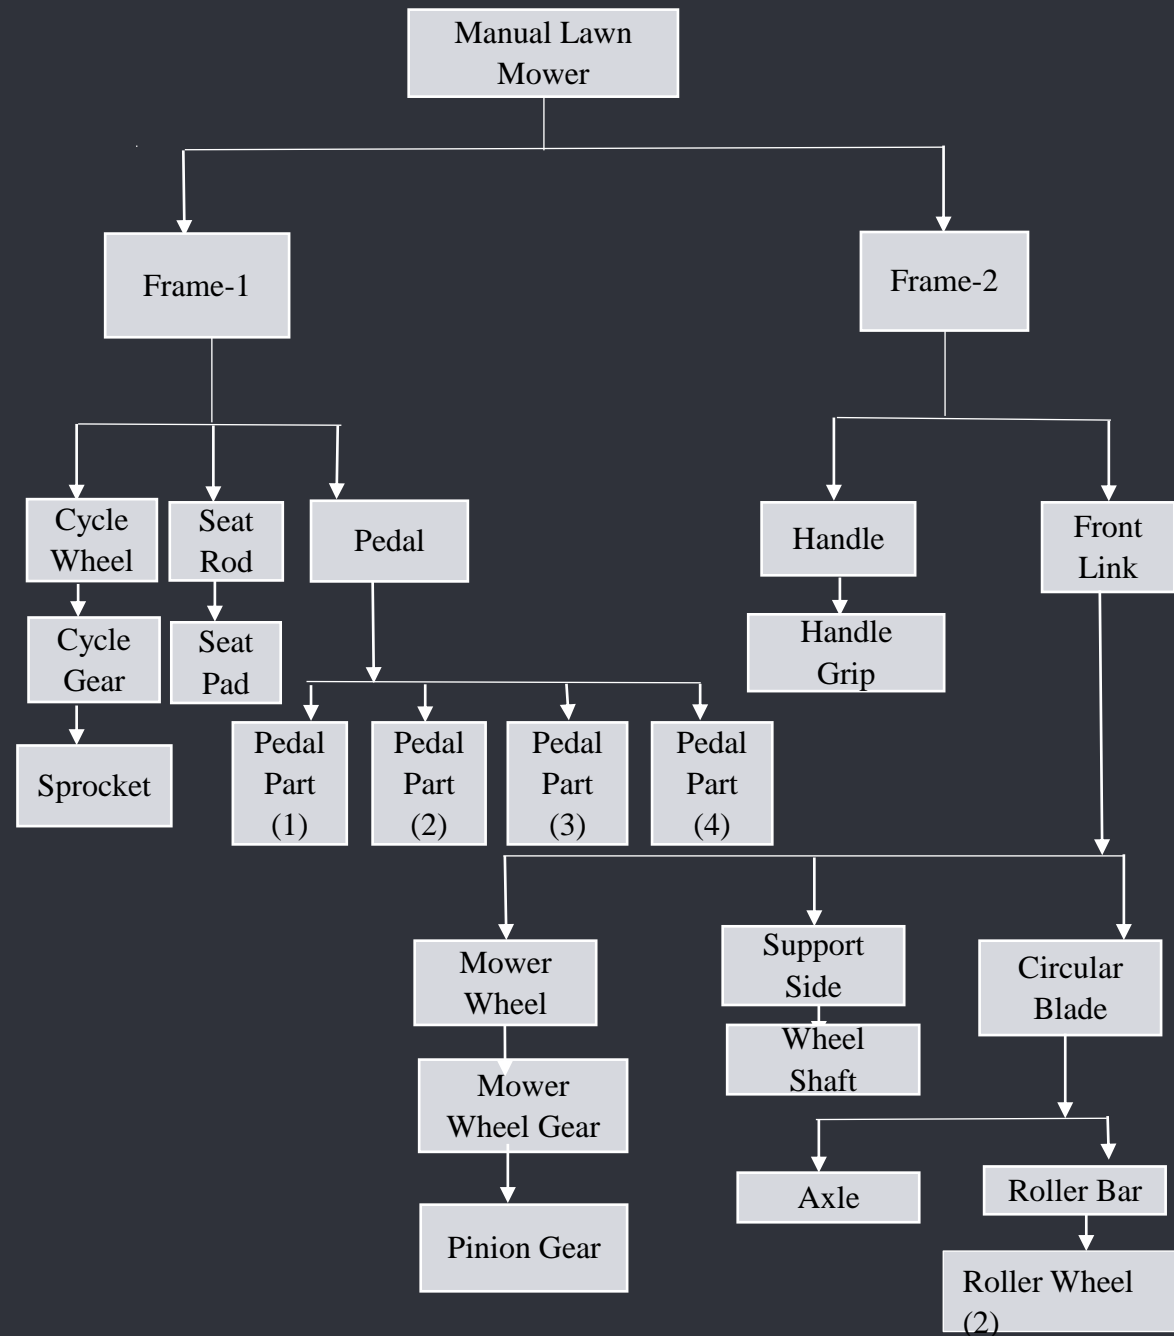 Manual Lawn
Mower
Frame-1
Frame-2
Cycle
Wheel
Seat
Rod
Pedal
Handle
Front
Link
Cycle
Gear
Seat
Pad
Handle
Grip
Sprocket
Pedal
Part
(1)
Pedal
Part
(2)
Pedal
Part
(3)
Pedal
Part
(4)
Mower
Wheel
Support
Side
Circular
Blade
Mower
Wheel Gear
Wheel
Shaft
Axle
Roller Bar
Pinion Gear
Roller Wheel
(2)